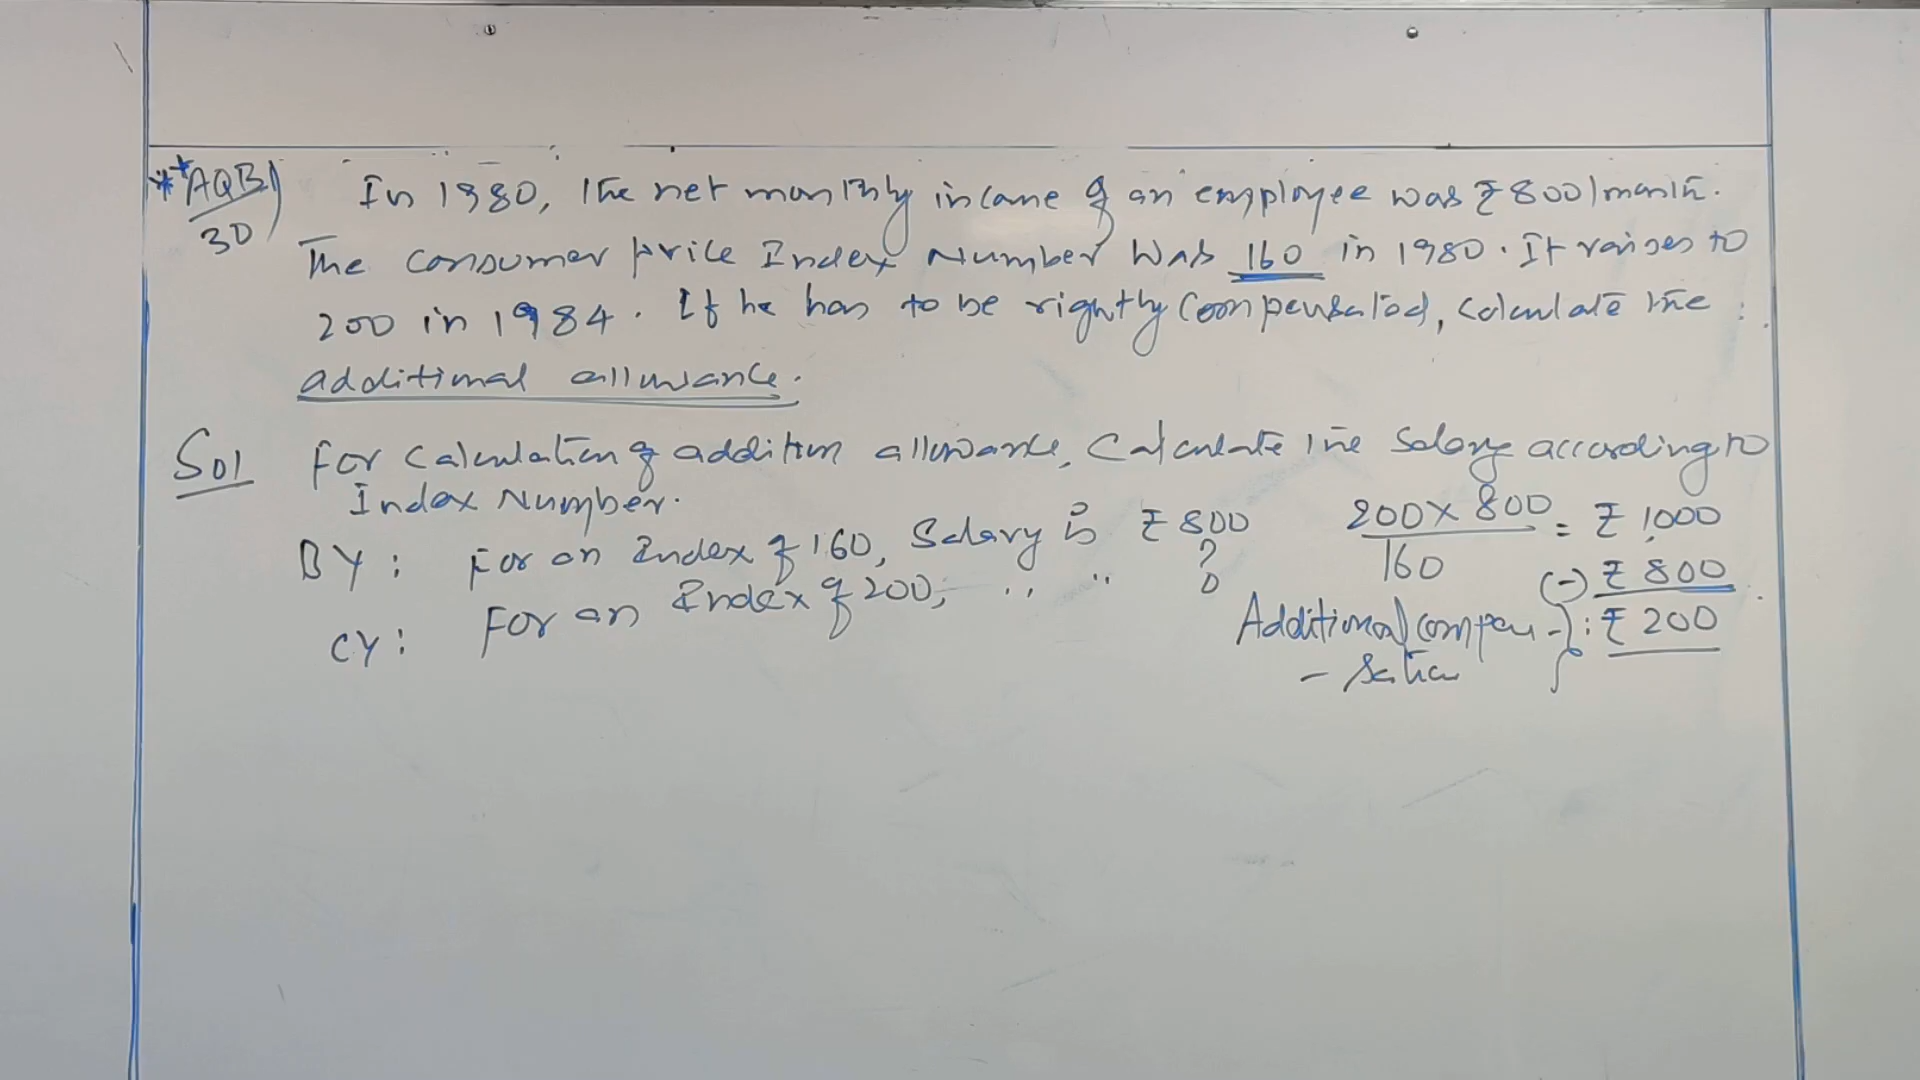 **AQB)
30
In 1980, the net monthly income of an employee was ₹800/month.
The consumer price Index Number was 160 in 1980. It raises to
200 in 1984. If he has to be rightly compensated, calculate the
additional allowance.
Sol For calculation of addition allowance, Calculate the Salary according to
Index Number.
BY: For an Index of 160, Salary is ₹800
CY: For an Index of 200, " " ?
200 x 800 = ₹1000
160
(-) ₹800
Additional compen- : ₹200
-sation